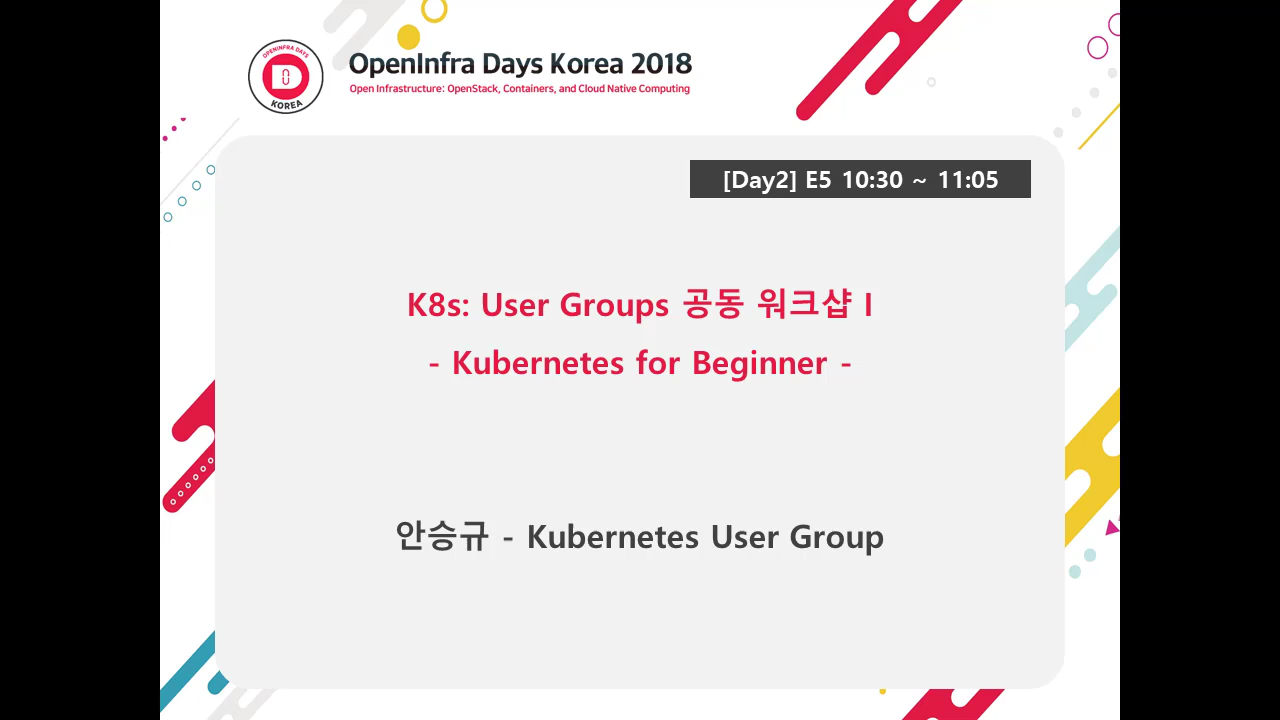 OPENINFRA DAYS
KOREA
OpenInfra Days Korea 2018
Open Infrastructure: OpenStack, Containers, and Cloud Native Computing
[Day2] E5 10:30 ~ 11:05
K8s: User Groups 공동 워크샵 I
- Kubernetes for Beginner -
안승규 - Kubernetes User Group